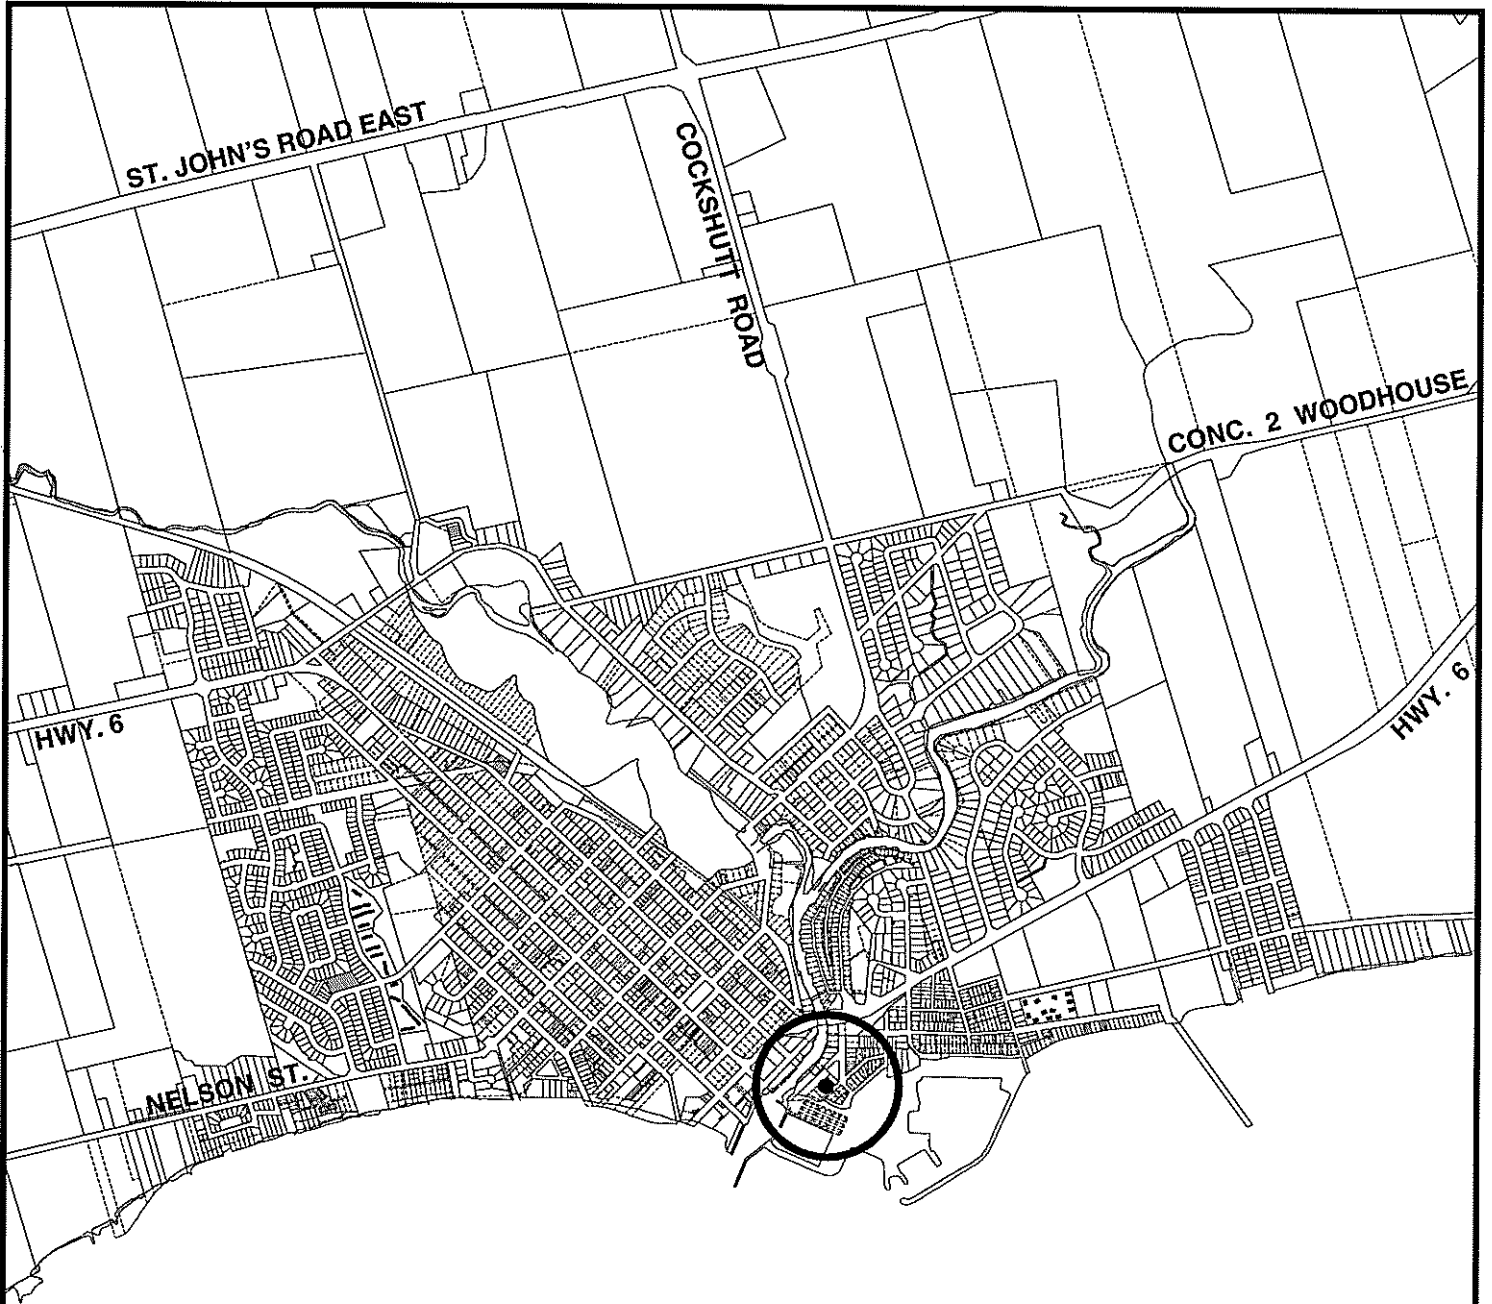 ST. JOHN'S ROAD EAST
COCKSHUTT ROAD
CONC. 2 WOODHOUSE
HWY. 6
HWY. 6
NELSON ST.